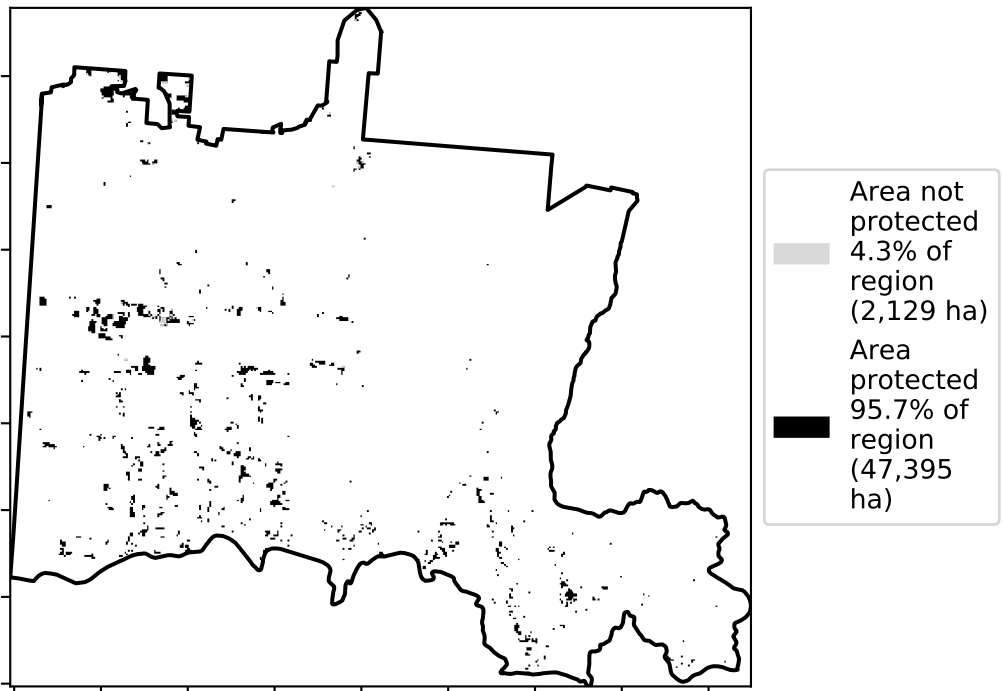 Area not
protected
4.3% of
region
(2,129 ha)
Area
protected
95.7% of
region
(47,395
ha)